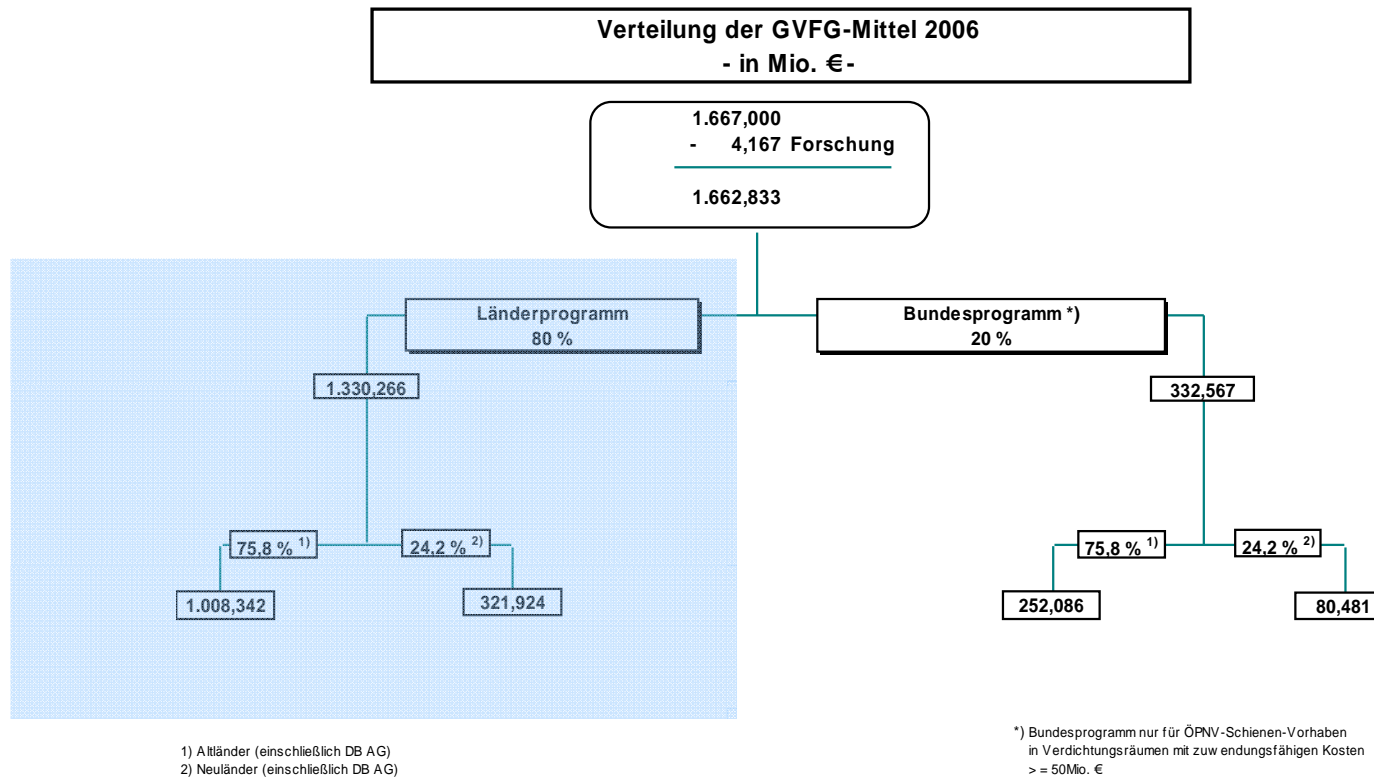 Verteilung der GVFG-Mittel 2006
- in Mio. € -
1.667,000
- 4,167 Forschung
1.662,833
Länderprogramm
80 %
Bundesprogramm *)
20 %
1.330,266
332,567
75,8 % 1)
24,2 % 2)
75,8 % 1)
24,2 % 2)
1.008,342
321,924
252,086
80,481
1) Altländer (einschließlich DB AG)
2) Neuländer (einschließlich DB AG)
*) Bundesprogramm nur für ÖPNV-Schienen-Vorhaben
in Verdichtungsräumen mit zuw endungsfähigen Kosten
> = 50Mio. €